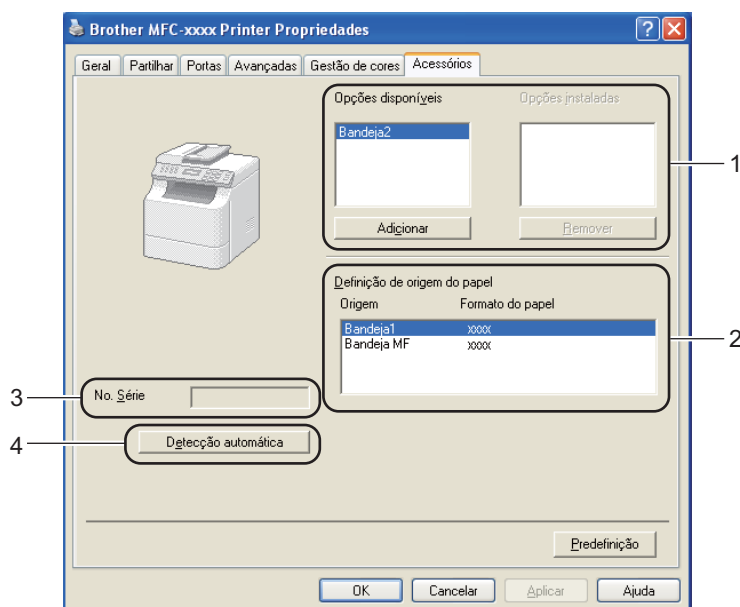 Brother MFC-xxxx Printer Propriedades
Geral Partilhar Portas Avançadas Gestão de cores Acessórios
Opções disponíveis Opções instaladas
Bandeja2
1
Adicionar Remover
Definição de origem do papel
Origem Formato do papel
Bandeja1 xxxx
Bandeja MF xxxx
2
3 No. Série
4 Detecção automática
Predefinição
OK Cancelar Aplicar Ajuda